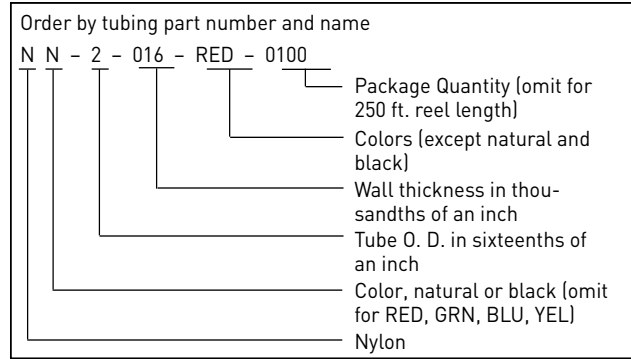 Order by tubing part number and name
N N – 2 – 016 – RED – 0100
Package Quantity (omit for
250 ft. reel length)
Colors (except natural and
black)
Wall thickness in thou-
sandths of an inch
Tube O. D. in sixteenths of
an inch
Color, natural or black (omit
for RED, GRN, BLU, YEL)
Nylon